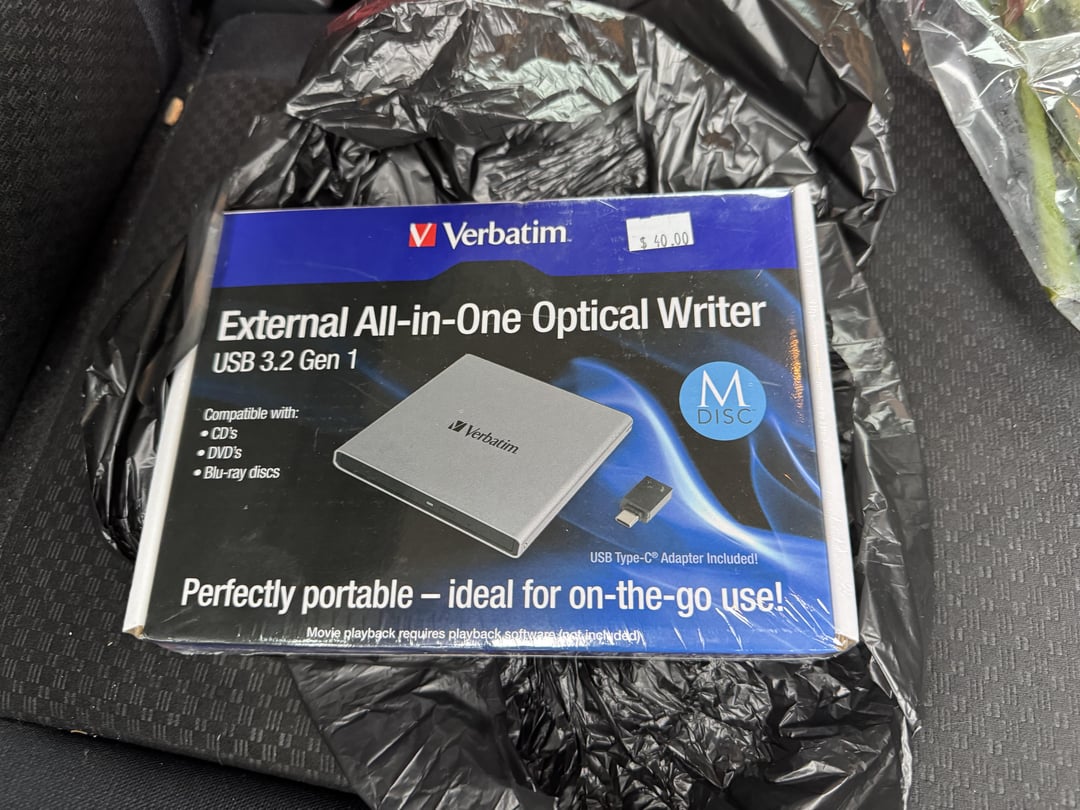 Verbatim™
$ 40.00
External All-in-One Optical Writer
USB 3.2 Gen 1
M
DISC™
Compatible with:
• CD's
• DVD's
• Blu-ray discs
Verbatim.
USB Type-C® Adapter Included!
Perfectly portable – ideal for on-the-go use!
Movie playback requires playback software (not included)